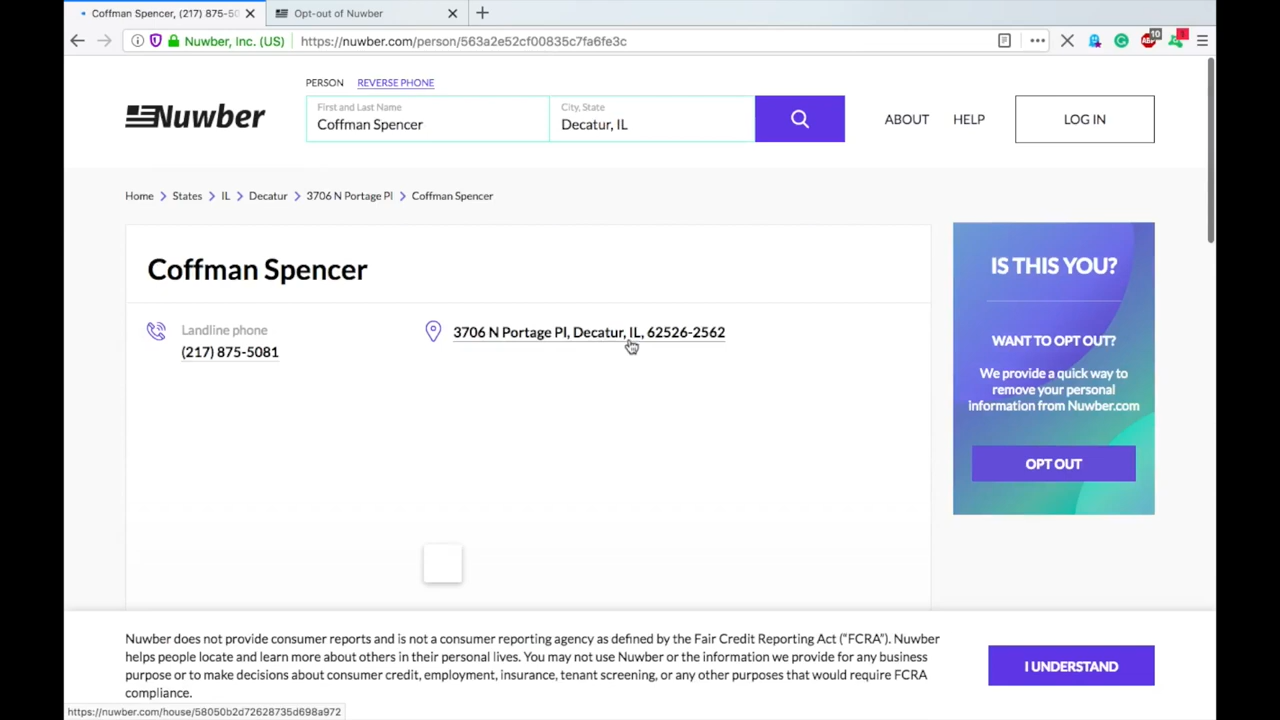 Coffman Spencer, (217) 875-50
Opt-out of Nuwber
Nuwber, Inc. (US)
https://nuwber.com/person/563a2e52cf00835c7fa6fe3c
10
1
PERSON
REVERSE PHONE
Nuwber
First and Last Name
Coffman Spencer
City, State
Decatur, IL
ABOUT
HELP
LOG IN
Home > States > IL > Decatur > 3706 N Portage Pl > Coffman Spencer
Coffman Spencer
Landline phone
(217) 875-5081
3706 N Portage Pl, Decatur, IL, 62526-2562
IS THIS YOU?
WANT TO OPT OUT?
We provide a quick way to
remove your personal
information from Nuwber.com
OPT OUT
Nuwber does not provide consumer reports and is not a consumer reporting agency as defined by the Fair Credit Reporting Act ("FCRA"). Nuwber
helps people locate and learn more about others in their personal lives. You may not use Nuwber or the information we provide for any business
purpose or to make decisions about consumer credit, employment, insurance, tenant screening, or any other purposes that would require FCRA
compliance.
I UNDERSTAND
https://nuwber.com/house/58050b2d72628735d698a972